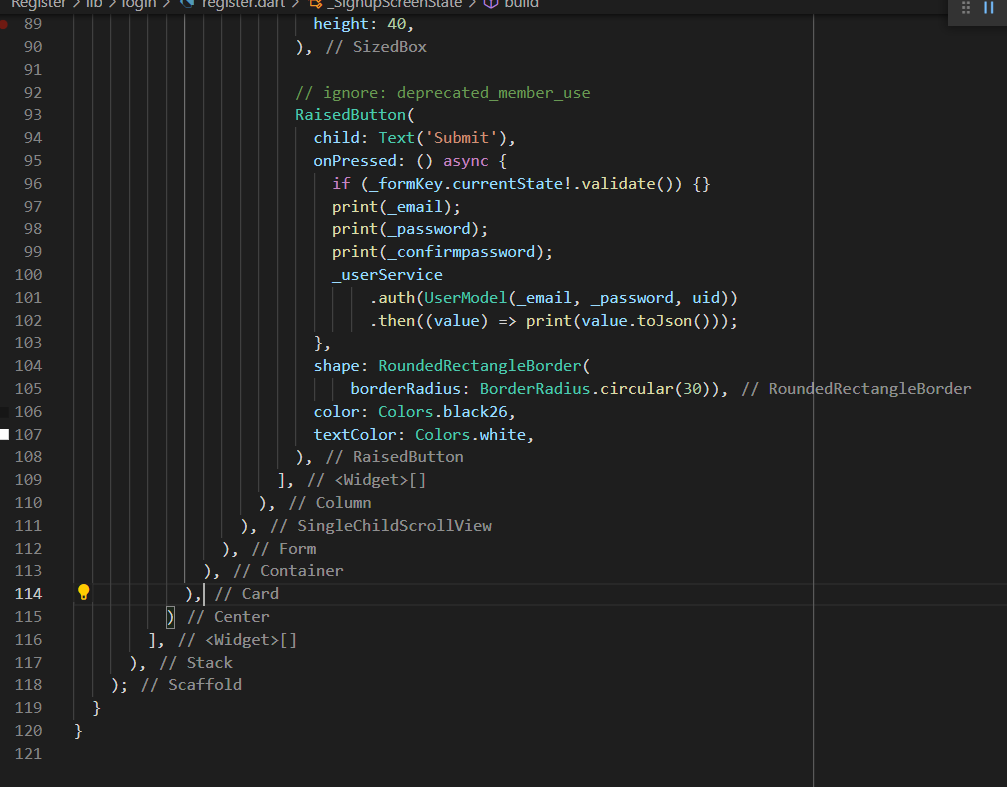 Register > lib > login > register.dart > _SignupScreenState > build
89 height: 40,
90 ), // SizedBox
91
92 // ignore: deprecated_member_use
93 RaisedButton(
94 child: Text('Submit'),
95 onPressed: () async {
96 if (_formKey.currentState!.validate()) {}
97 print(_email);
98 print(_password);
99 print(_confirmpassword);
100 _userService
101 .auth(UserModel(_email, _password, uid))
102 .then((value) => print(value.toJson()));
103 },
104 shape: RoundedRectangleBorder(
105 borderRadius: BorderRadius.circular(30)), // RoundedRectangleBorder
106 color: Colors.black26,
107 textColor: Colors.white,
108 ), // RaisedButton
109 ], // <Widget>[]
110 ), // Column
111 ), // SingleChildScrollView
112 ), // Form
113 ), // Container
114 ), // Card
115 ) // Center
116 ], // <Widget>[]
117 ), // Stack
118 ); // Scaffold
119 }
120 }
121